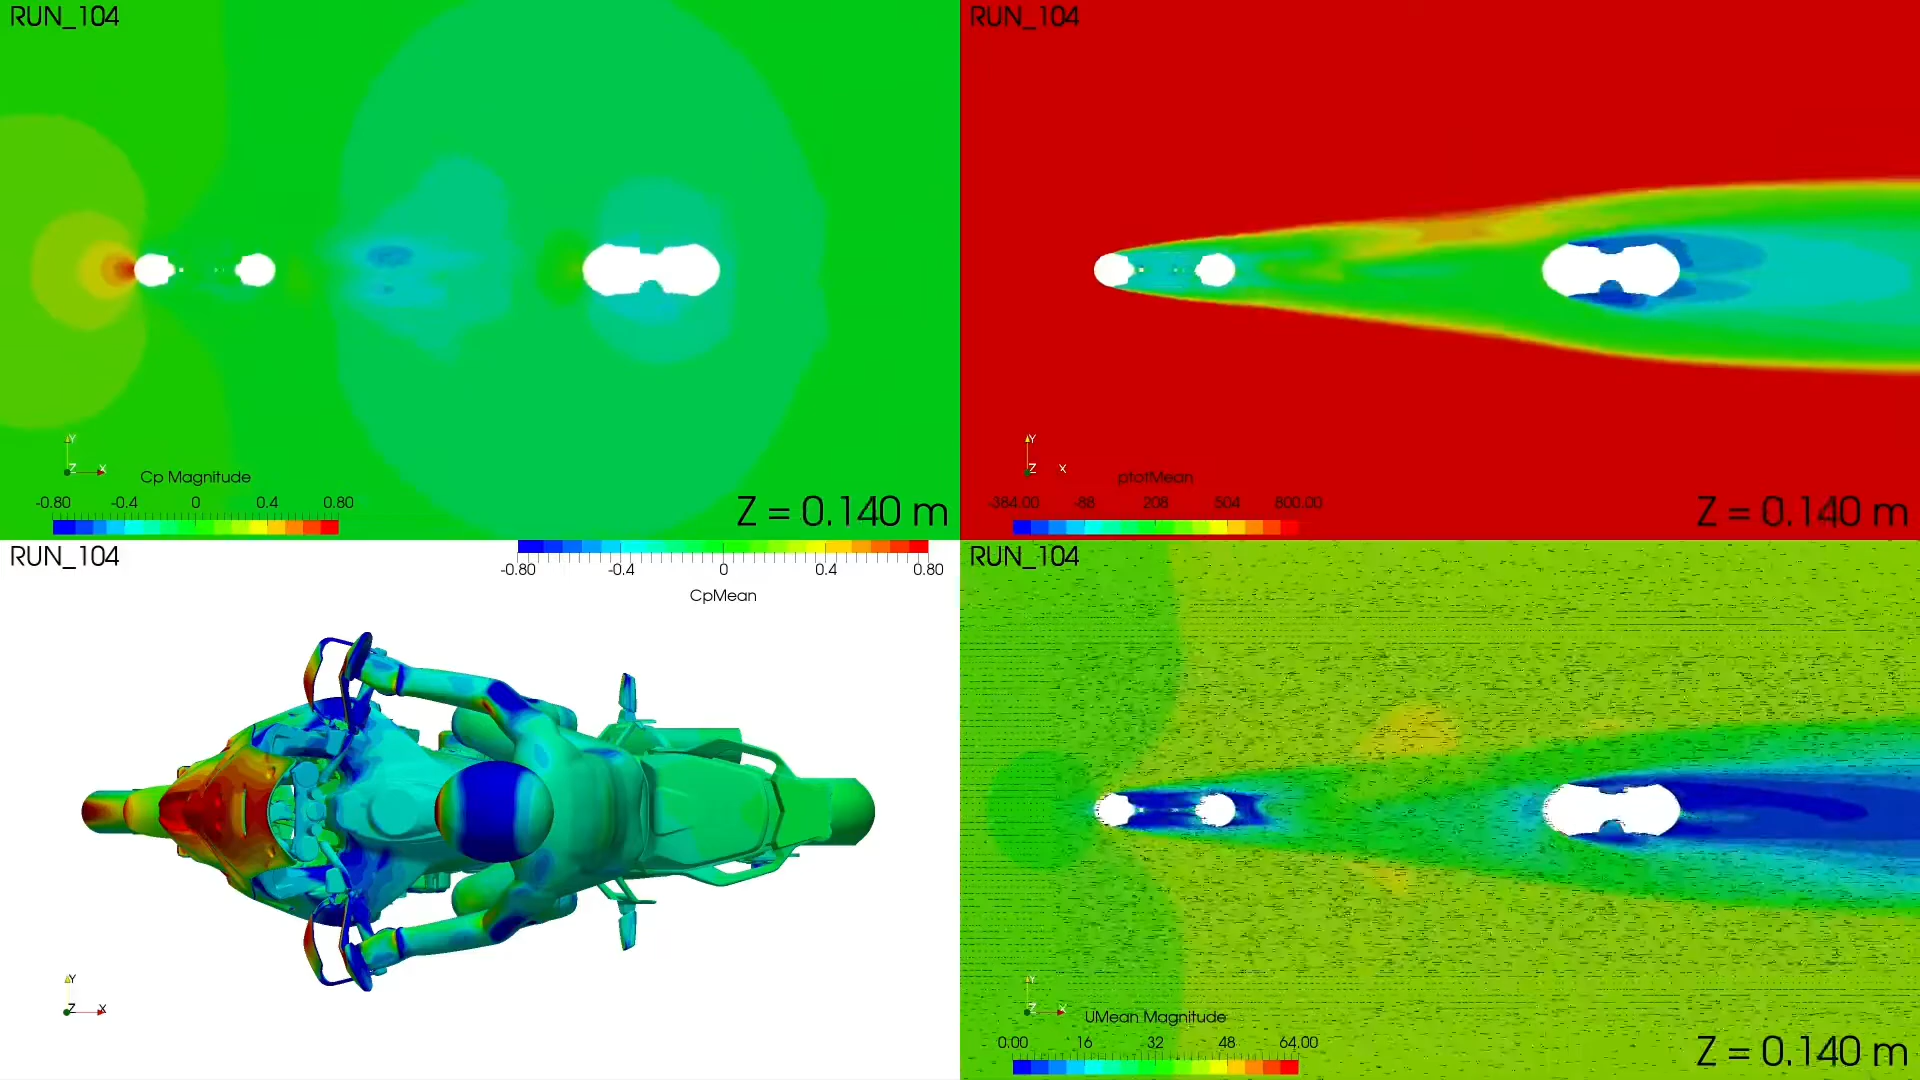 RUN_104
Y
Z X
Cp Magnitude
-0.80 -0.4 0 0.4 0.80
Z = 0.140 m
RUN_104
Y
Z X
ptotMean
-384.00 -88 208 504 800.00
Z = 0.140 m
RUN_104
-0.80 -0.4 0 0.4 0.80
CpMean
Y
Z X
RUN_104
Y
Z X
UMean Magnitude
0.00 16 32 48 64.00
Z = 0.140 m